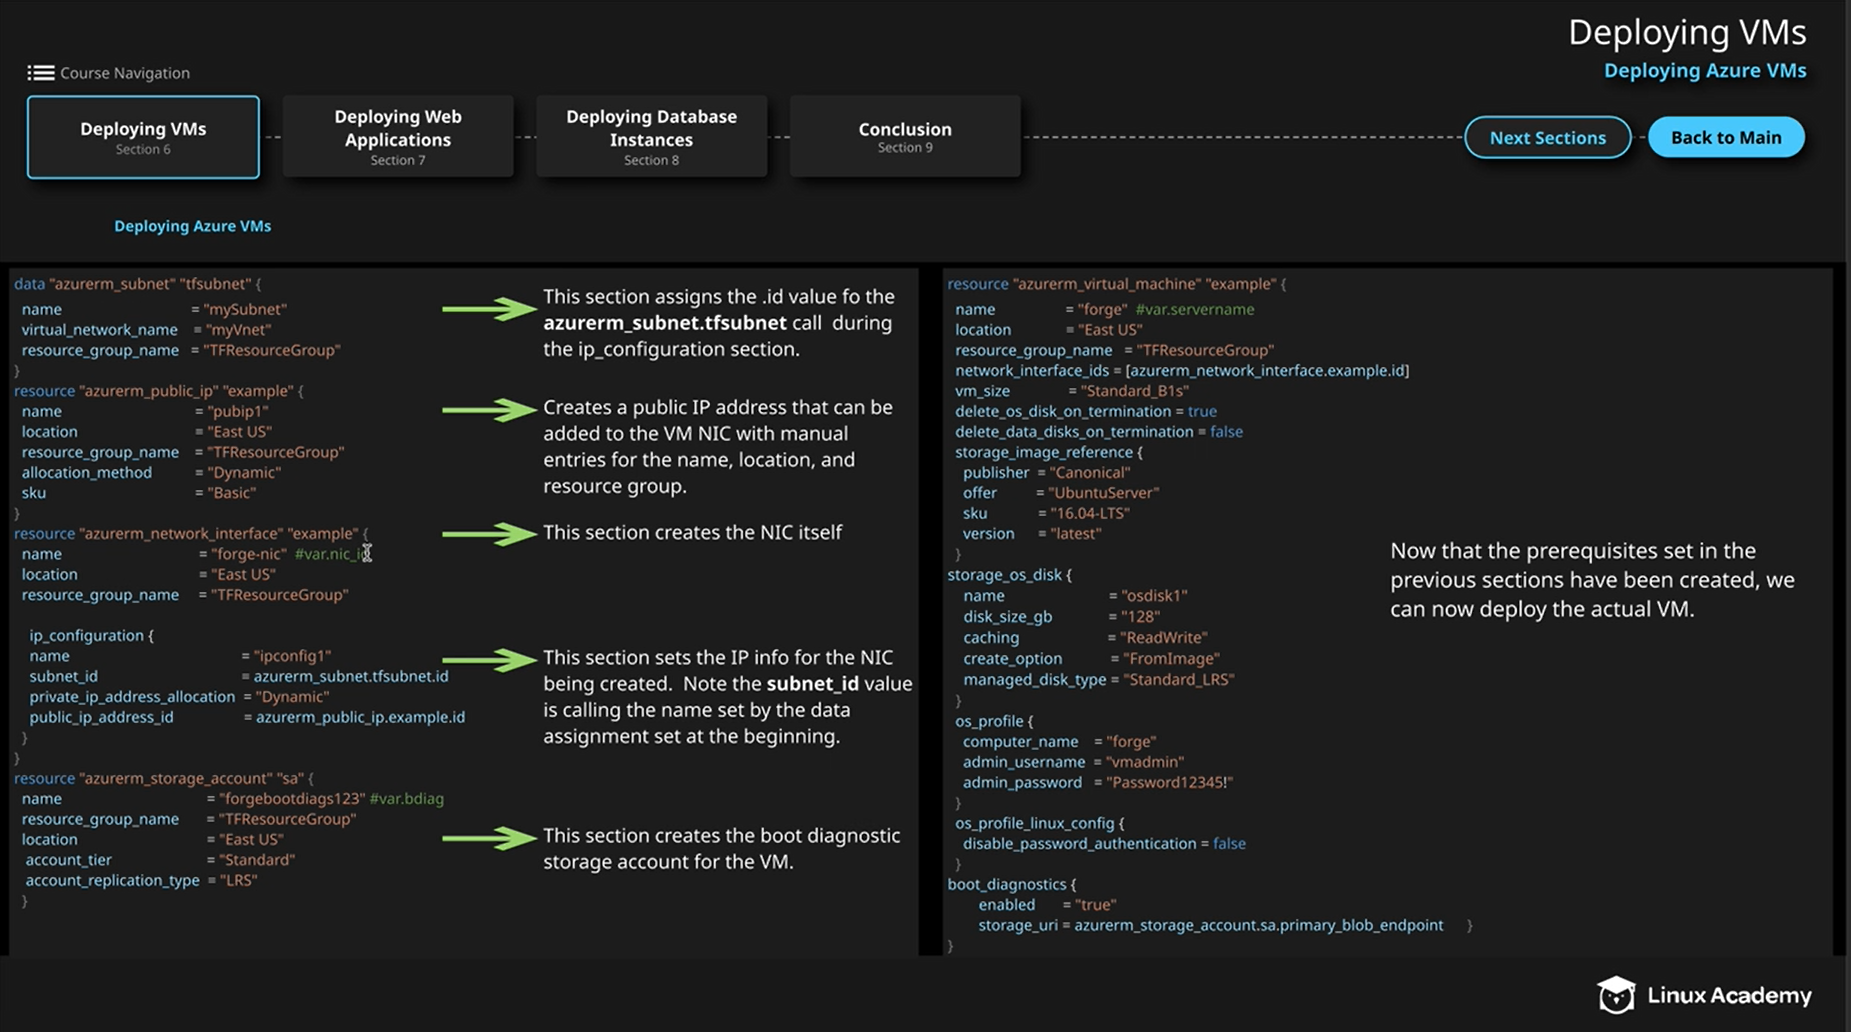 Deploying VMs
Deploying Azure VMs
Course Navigation
Deploying VMs
Section 6
Deploying Web
Applications
Section 7
Deploying Database
Instances
Section 8
Conclusion
Section 9
Next Sections
Back to Main
Deploying Azure VMs
data "azurerm_subnet" "tfsubnet" {
name = "mySubnet"
virtual_network_name = "myVnet"
resource_group_name = "TFResourceGroup"
}
resource "azurerm_public_ip" "example" {
name = "pubip1"
location = "East US"
resource_group_name = "TFResourceGroup"
allocation_method = "Dynamic"
sku = "Basic"
}
resource "azurerm_network_interface" "example" {
name = "forge-nic" #var.nic_id
location = "East US"
resource_group_name = "TFResourceGroup"
ip_configuration {
name = "ipconfig1"
subnet_id = azurerm_subnet.tfsubnet.id
private_ip_address_allocation = "Dynamic"
public_ip_address_id = azurerm_public_ip.example.id
}
}
resource "azurerm_storage_account" "sa" {
name = "forgebootdiags123" #var.bdiag
resource_group_name = "TFResourceGroup"
location = "East US"
account_tier = "Standard"
account_replication_type = "LRS"
}
This section assigns the .id value fo the
azurerm_subnet.tfsubnet call during
the ip_configuration section.
Creates a public IP address that can be
added to the VM NIC with manual
entries for the name, location, and
resource group.
This section creates the NIC itself
This section sets the IP info for the NIC
being created. Note the subnet_id value
is calling the name set by the data
assignment set at the beginning.
This section creates the boot diagnostic
storage account for the VM.
resource "azurerm_virtual_machine" "example" {
name = "forge" #var.servername
location = "East US"
resource_group_name = "TFResourceGroup"
network_interface_ids = [azurerm_network_interface.example.id]
vm_size = "Standard_B1s"
delete_os_disk_on_termination = true
delete_data_disks_on_termination = false
storage_image_reference {
publisher = "Canonical"
offer = "UbuntuServer"
sku = "16.04-LTS"
version = "latest"
}
storage_os_disk {
name = "osdisk1"
disk_size_gb = "128"
caching = "ReadWrite"
create_option = "FromImage"
managed_disk_type = "Standard_LRS"
}
os_profile {
computer_name = "forge"
admin_username = "vmadmin"
admin_password = "Password12345!"
}
os_profile_linux_config {
disable_password_authentication = false
}
boot_diagnostics {
enabled = "true"
storage_uri = azurerm_storage_account.sa.primary_blob_endpoint }
}
Now that the prerequisites set in the
previous sections have been created, we
can now deploy the actual VM.
Linux Academy